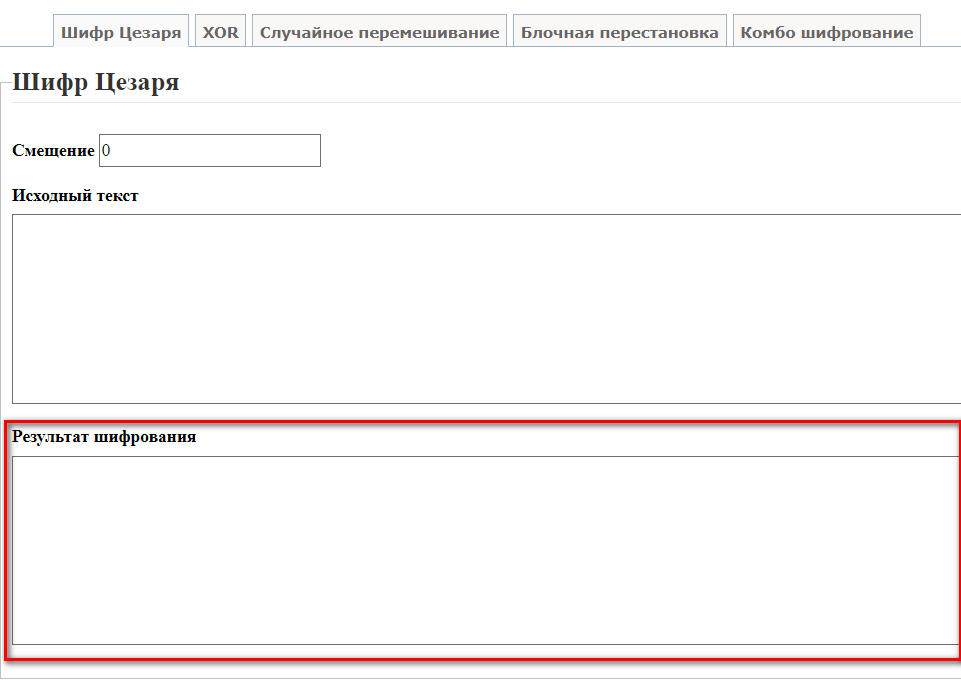 Шифр Цезаря XOR Случайное перемешивание Блочная перестановка Комбо шифрование
Шифр Цезаря
Смещение 0
Исходный текст
Результат шифрования